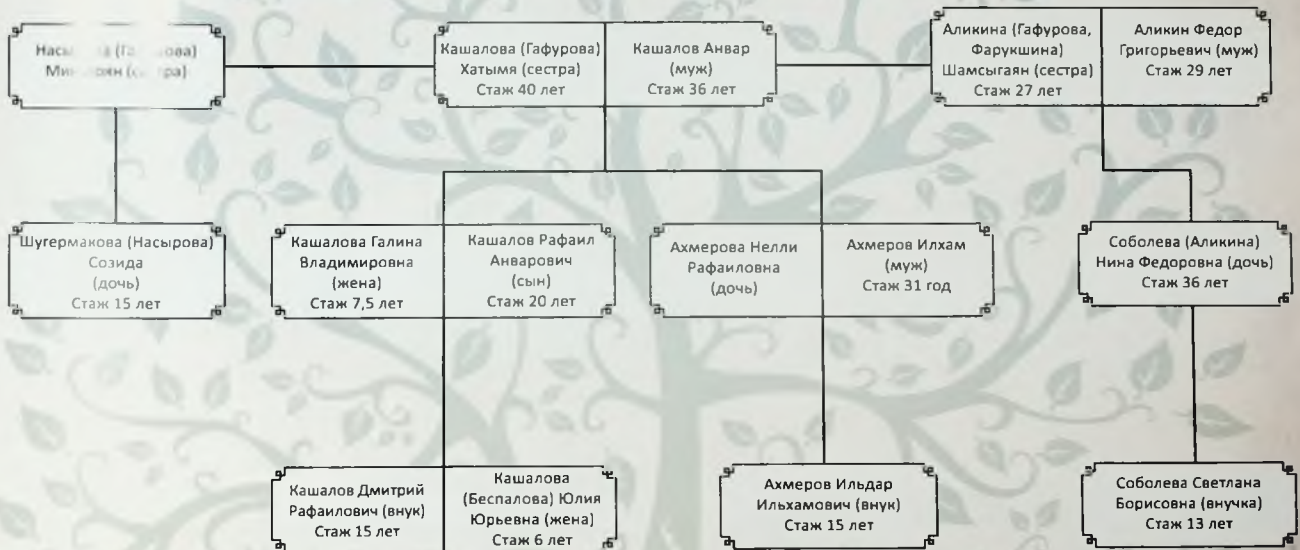 (сестра)
Кашалова (Гафурова)
Хатымя (сестра)
Стаж 40 лет
Кашалов Анвар
(муж)
Стаж 36 лет
Аликина (Гафурова,
Фарукшина)
Шамсыгаян (сестра)
Стаж 27 лет
Аликин Федор
Григорьевич (муж)
Стаж 29 лет
Шугермакова (Насырова)
Созида
(дочь)
Стаж 15 лет
Кашалова Галина
Владимировна
(жена)
Стаж 7,5 лет
Кашалов Рафаил
Анварович
(сын)
Стаж 20 лет
Ахмерова Нелли
Рафаиловна
(дочь)
Ахмеров Илхам
(муж)
Стаж 31 год
Соболева (Аликина)
Нина Федоровна (дочь)
Стаж 36 лет
Кашалов Дмитрий
Рафаилович (внук)
Стаж 15 лет
Кашалова
(Беспалова) Юлия
Юрьевна (жена)
Стаж 6 лет
Ахмеров Ильдар
Ильхамович (внук)
Стаж 15 лет
Соболева Светлана
Борисовна (внучка)
Стаж 13 лет